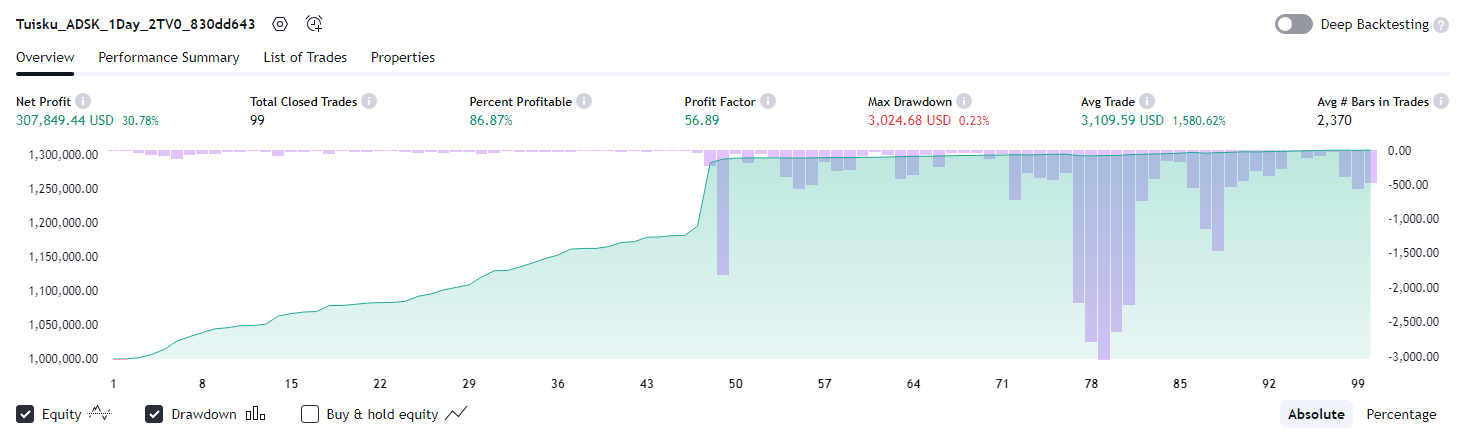 Tuisku_ADSK_1Day_2TV0_830dd643
Deep Backtesting ?
Overview Performance Summary List of Trades Properties
Net Profit i Total Closed Trades i Percent Profitable i Profit Factor i Max Drawdown i Avg Trade i Avg # Bars in Trades i
307,849.44 USD 30.78% 99 86.87% 56.89 3,024.68 USD 0.23% 3,109.59 USD 1,580.62% 2,370
1,300,000.00 0.00
1,250,000.00 -500.00
1,200,000.00 -1,000.00
1,150,000.00 -1,500.00
1,100,000.00 -2,000.00
1,050,000.00 -2,500.00
1,000,000.00 -3,000.00
1 8 15 22 29 36 43 50 57 64 71 78 85 92 99
Equity Drawdown Buy & hold equity Absolute Percentage